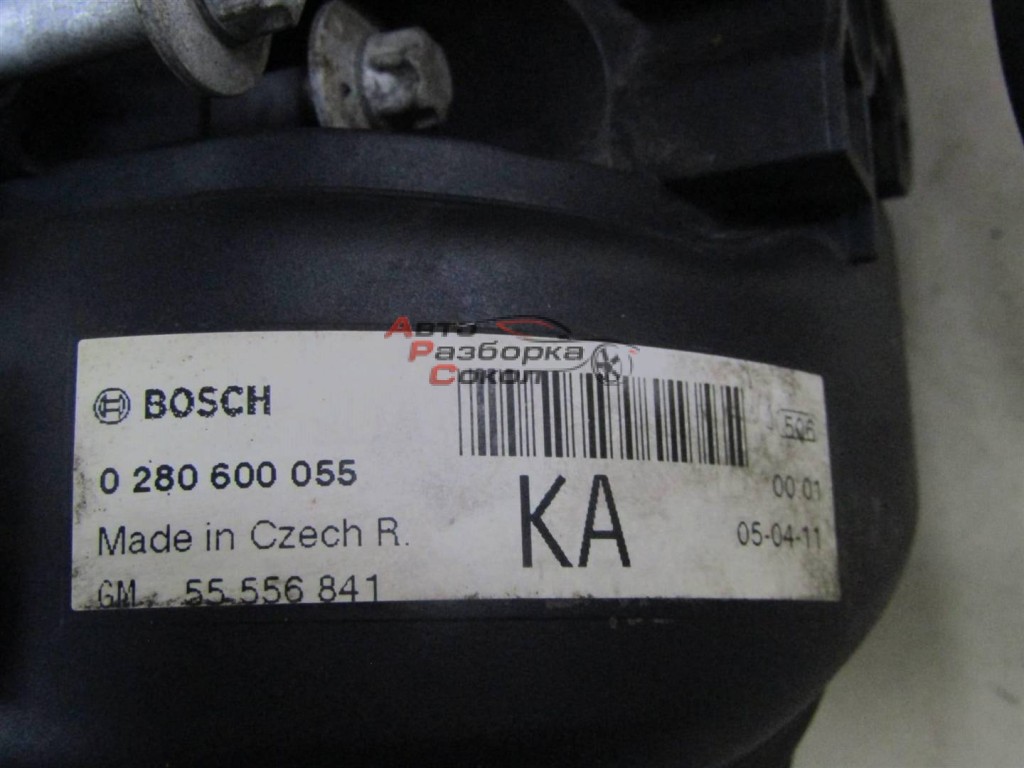 Авто
Разборка
Сокол
BOSCH
506
0 280 600 055
KA
00 01
Made in Czech R.
05-04-11
GM 55 556 841